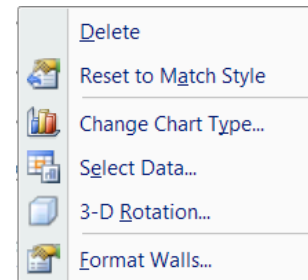 Delete
Reset to Match Style
Change Chart Type...
Select Data...
3-D Rotation...
Format Walls...